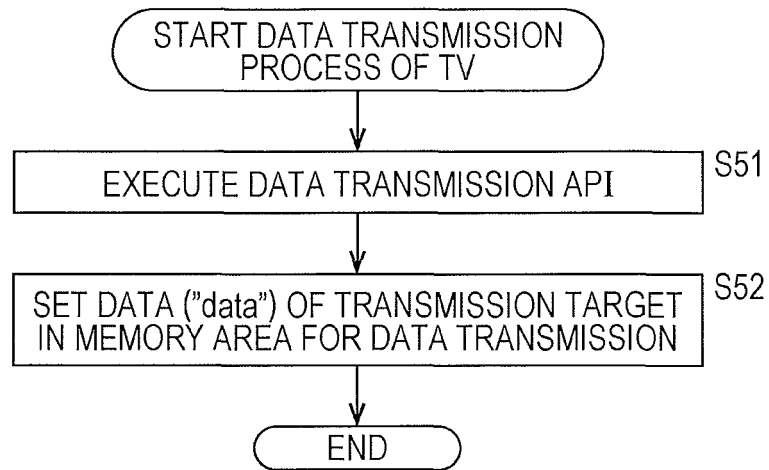 START DATA TRANSMISSION
PROCESS OF TV
EXECUTE DATA TRANSMISSION API
S51
SET DATA ("data") OF TRANSMISSION TARGET
IN MEMORY AREA FOR DATA TRANSMISSION
S52
END